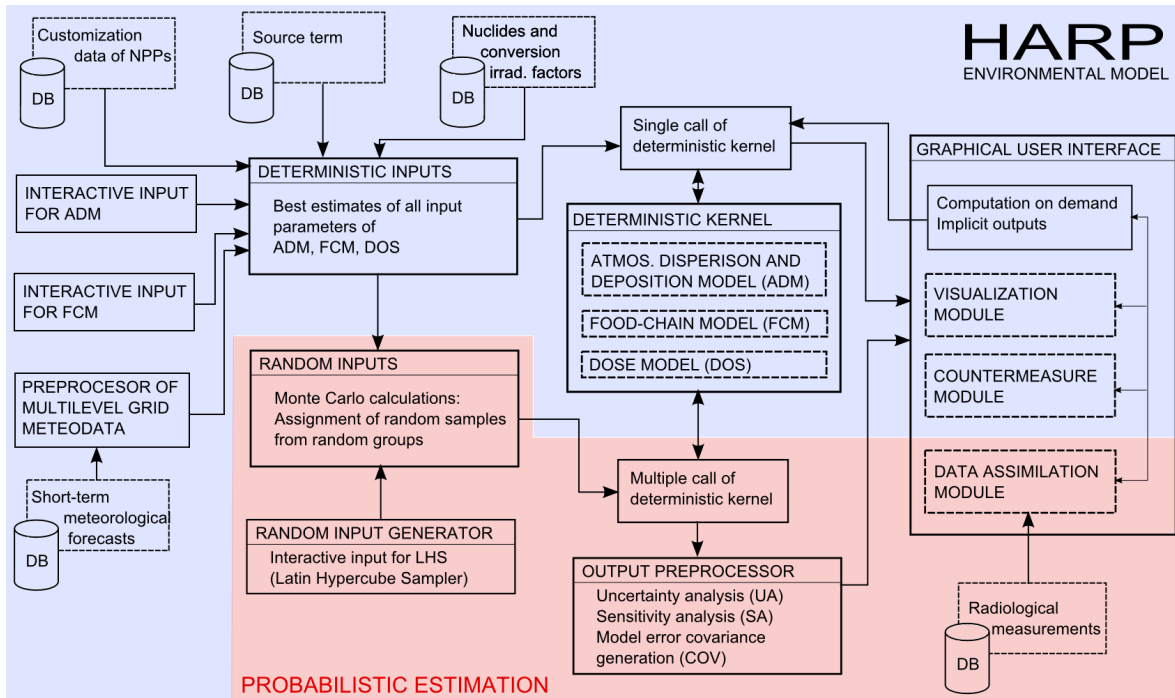 Customization
data of NPPs
DB
Source term
DB
Nuclides and
conversion
irrad. factors
DB
HARP
ENVIRONMENTAL MODEL
Single call of
deterministic kernel
GRAPHICAL USER INTERFACE
Computation on demand
Implicit outputs
VISUALIZATION
MODULE
COUNTERMEASURE
MODULE
DATA ASSIMILATION
MODULE
DETERMINISTIC INPUTS
Best estimates of all input
parameters of
ADM, FCM, DOS
INTERACTIVE INPUT
FOR ADM
INTERACTIVE INPUT
FOR FCM
DETERMINISTIC KERNEL
ATMOS. DISPERISON AND
DEPOSITION MODEL (ADM)
FOOD-CHAIN MODEL (FCM)
DOSE MODEL (DOS)
RANDOM INPUTS
Monte Carlo calculations:
Assignment of random samples
from random groups
PREPROCESOR OF
MULTILEVEL GRID
METEODATA
Short-term
meteorological
forecasts
DB
Multiple call of
deterministic kernel
RANDOM INPUT GENERATOR
Interactive input for LHS
(Latin Hypercube Sampler)
OUTPUT PREPROCESSOR
Uncertainty analysis (UA)
Sensitivity analysis (SA)
Model error covariance
generation (COV)
Radiological
measurements
DB
PROBABILISTIC ESTIMATION